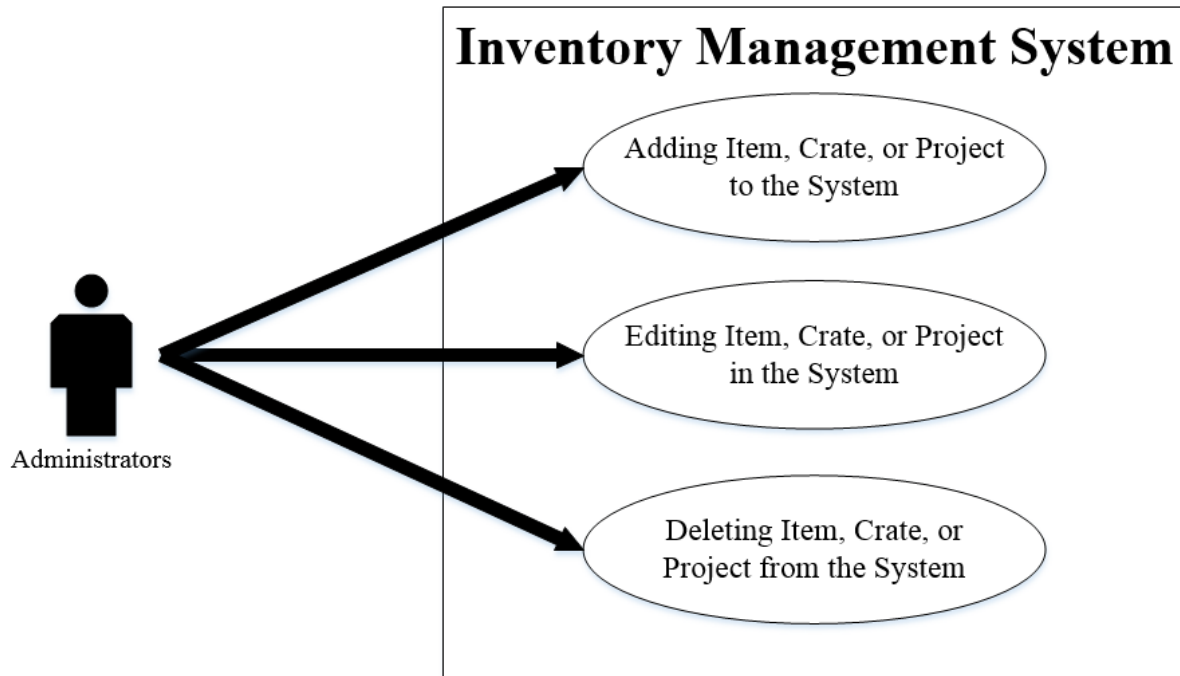 Inventory Management System
Adding Item, Crate, or Project
to the System
Editing Item, Crate, or Project
in the System
Administrators
Deleting Item, Crate, or
Project from the System